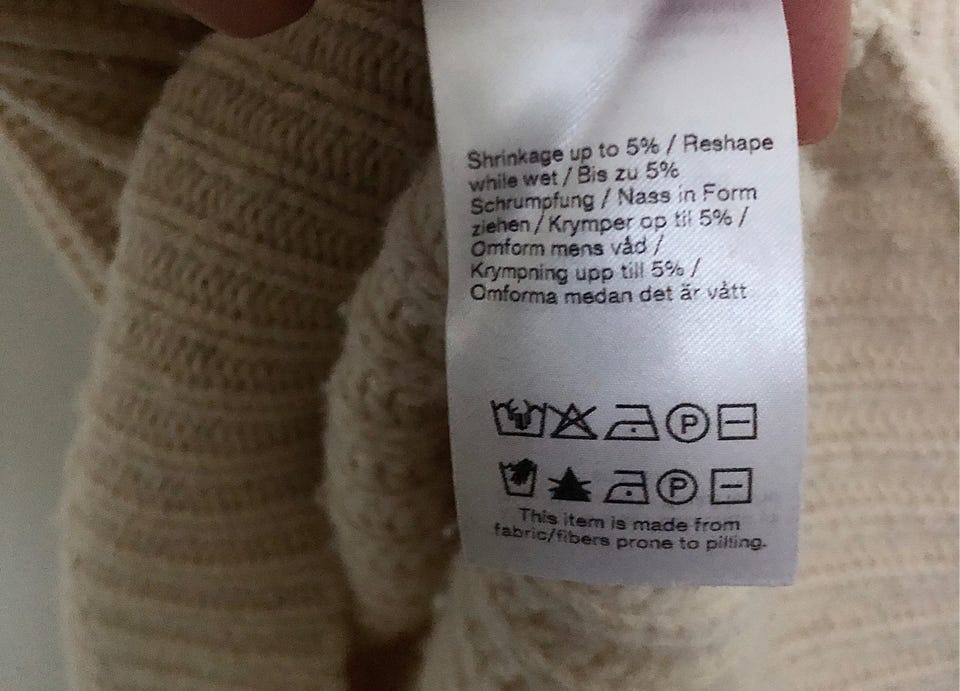 Shrinkage up to 5% / Reshape
while wet / Bis zu 5%
Schrumpfung / Nass in Form
ziehen / Krymper op til 5% /
Omform mens våd /
Krympning upp till 5% /
Omforma medan det är vått
P
P
This item is made from
fabric/fibers prone to pilling.